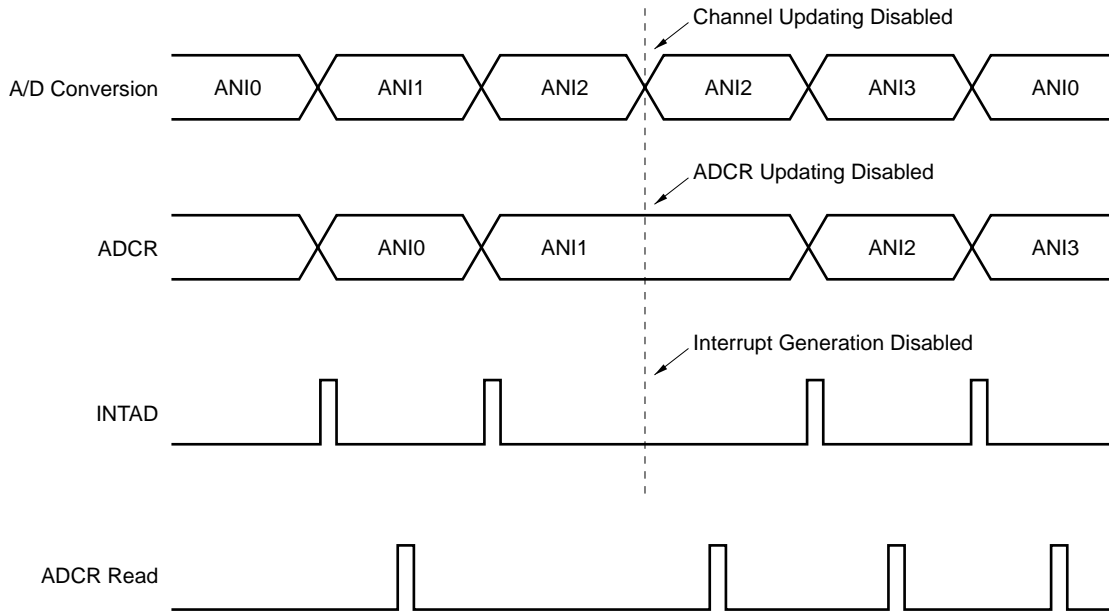 Channel Updating Disabled
A/D Conversion ANI0 ANI1 ANI2 ANI2 ANI3 ANI0
ADCR Updating Disabled
ADCR ANI0 ANI1 ANI2 ANI3
Interrupt Generation Disabled
INTAD
ADCR Read